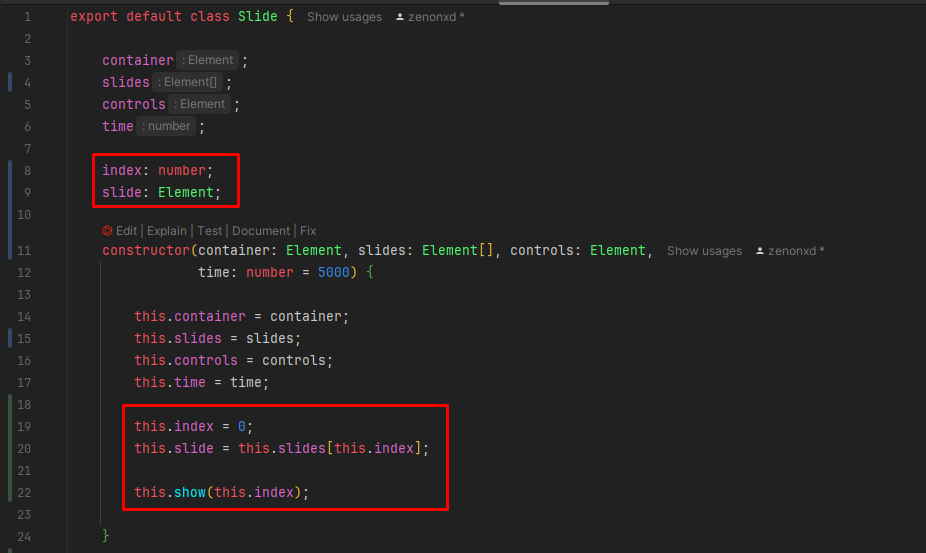 1 export default class Slide { Show usages zenonxd *
2
3 container : Element ;
4 slides : Element[] ;
5 controls : Element ;
6 time : number ;
7
8 index: number;
9 slide: Element;
10
Edit | Explain | Test | Document | Fix
11 constructor(container: Element, slides: Element[], controls: Element, Show usages zenonxd *
12 time: number = 5000) {
13
14 this.container = container;
15 this.slides = slides;
16 this.controls = controls;
17 this.time = time;
18
19 this.index = 0;
20 this.slide = this.slides[this.index];
21
22 this.show(this.index);
23
24 }